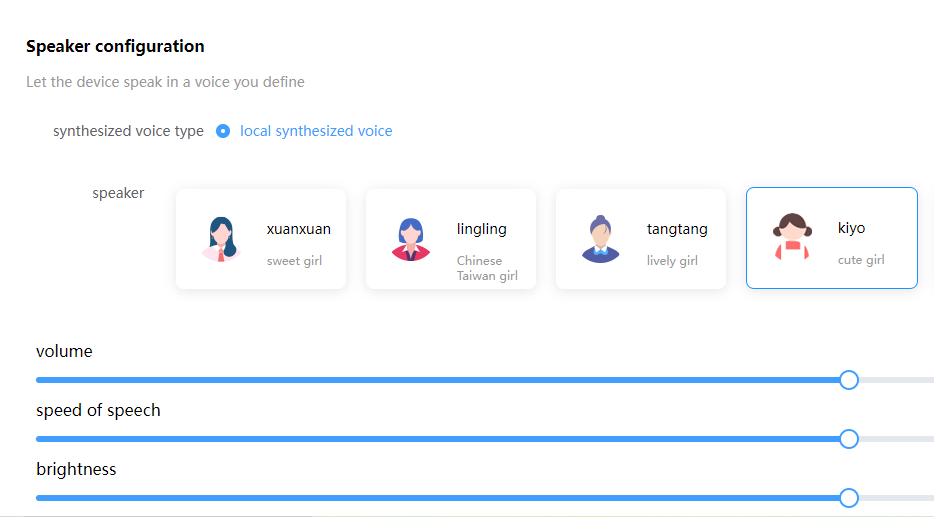 Speaker configuration
Let the device speak in a voice you define
synthesized voice type local synthesized voice
speaker
xuanxuan
sweet girl
lingling
Chinese
Taiwan girl
tangtang
lively girl
kiyo
cute girl
volume
speed of speech
brightness